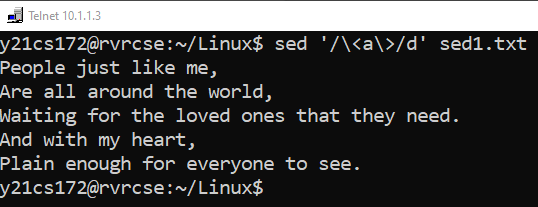 Telnet 10.1.1.3
y21cs172@rvrcse:~/Linux$ sed '/\<a\>/d' sed1.txt
People just like me,
Are all around the world,
Waiting for the loved ones that they need.
And with my heart,
Plain enough for everyone to see.
y21cs172@rvrcse:~/Linux$